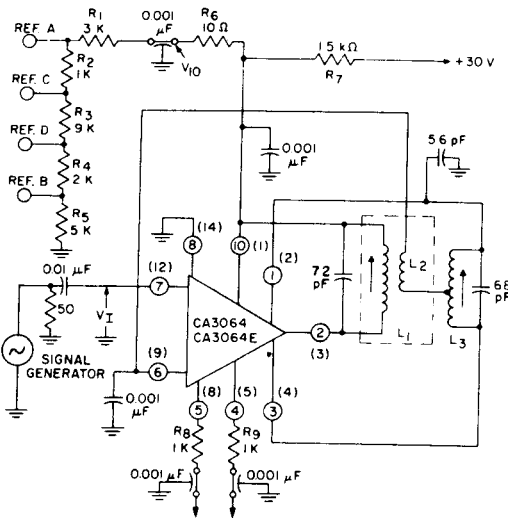 REF. A
R1
3 K
0.001
μF
R6
10 Ω
V10
15 kΩ
R7
+30 V
R2
1K
REF. C
R3
9 K
REF. D
R4
2 K
REF. B
R5
5 K
0.001
μF
56 pF
(14)
8
10
(1)
(2)
1
72
pF
L2
L1
L3
68
pF
0.01 μF
(12)
7
50
VI
CA3064
CA3064E
2
(3)
SIGNAL
GENERATOR
(9)
6
0.001
μF
(8)
5
(5)
4
(4)
3
R8
1 K
R9
1 K
0.001 μF
0.001 μF